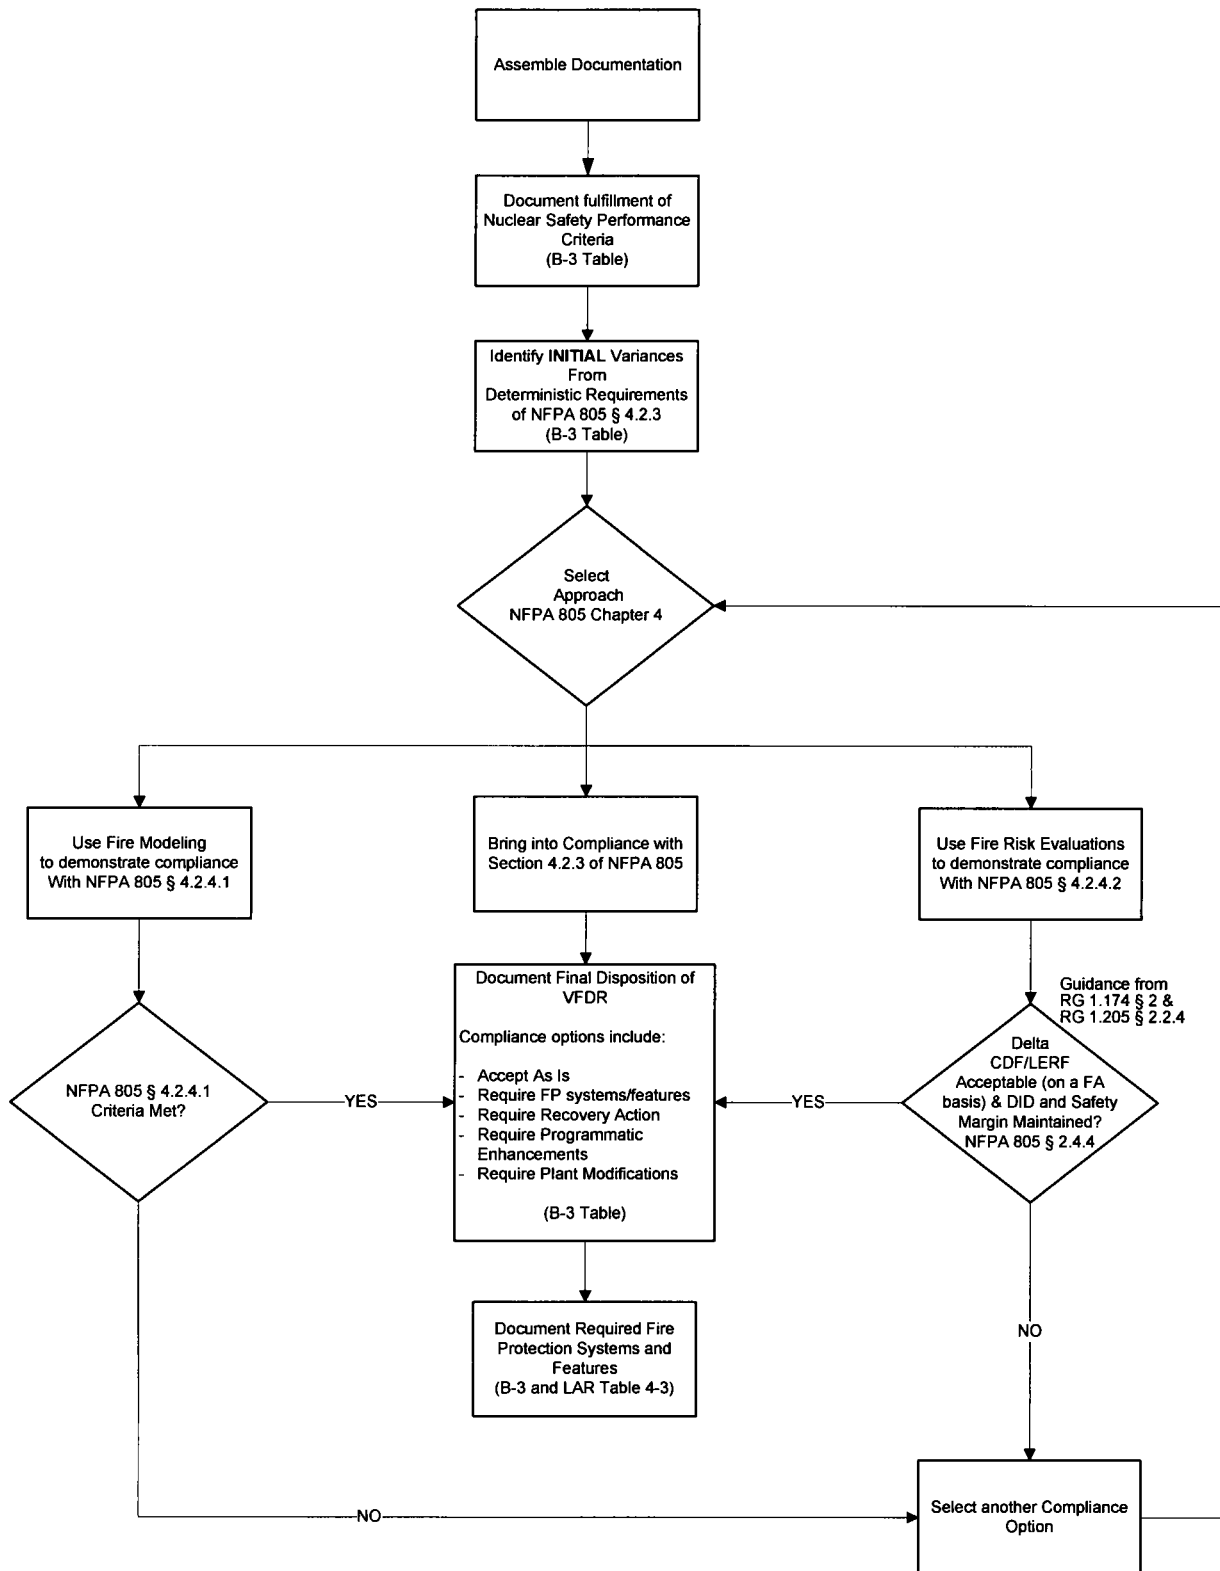 Assemble Documentation
Document fulfillment of
Nuclear Safety Performance
Criteria
(B-3 Table)
Identify INITIAL Variances
From
Deterministic Requirements
of NFPA 805 § 4.2.3
(B-3 Table)
Select
Approach
NFPA 805 Chapter 4
Use Fire Modeling
to demonstrate compliance
With NFPA 805 § 4.2.4.1
Bring into Compliance with
Section 4.2.3 of NFPA 805
Use Fire Risk Evaluations
to demonstrate compliance
With NFPA 805 § 4.2.4.2
NFPA 805 § 4.2.4.1
Criteria Met?
YES
Document Final Disposition of
VFDR
Compliance options include:
- Accept As Is
- Require FP systems/features
- Require Recovery Action
- Require Programmatic
Enhancements
- Require Plant Modifications
(B-3 Table)
YES
Guidance from
RG 1.174 § 2 &
RG 1.205 § 2.2.4
Delta
CDF/LERF
Acceptable (on a FA
basis) & DID and Safety
Margin Maintained?
NFPA 805 § 2.4.4
Document Required Fire
Protection Systems and
Features
(B-3 and LAR Table 4-3)
NO
NO
Select another Compliance
Option